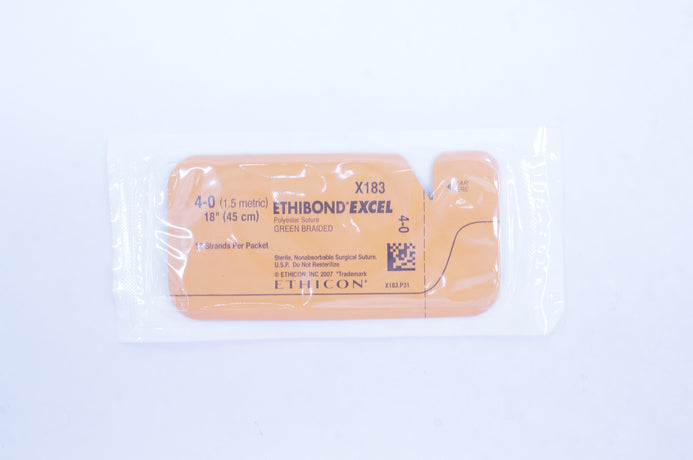 X183
4-0 (1.5 metric)
18" (45 cm)
ETHIBOND* EXCEL
Polyester Suture
GREEN BRAIDED
Strands Per Packet
Sterile, Nonabsorbable Surgical Suture.
U.S.P. Do Not Resterilize
© ETHICON, INC 2007 *Trademark
ETHICON*
4-0
X183.P31